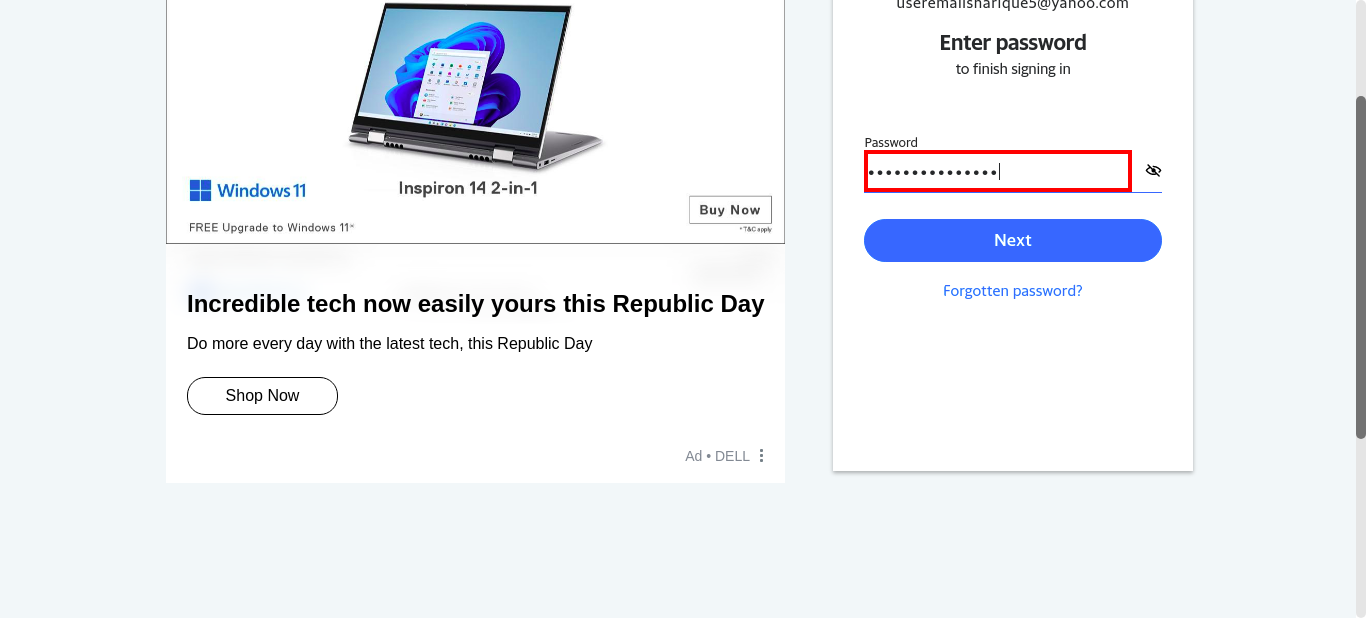 Windows 11
Inspiron 14 2-in-1
Buy Now
*T&C apply
FREE Upgrade to Windows 11*
Incredible tech now easily yours this Republic Day
Do more every day with the latest tech, this Republic Day
Shop Now
Ad • DELL
useremailsharique5@yahoo.com
Enter password
to finish signing in
Password
Next
Forgotten password?